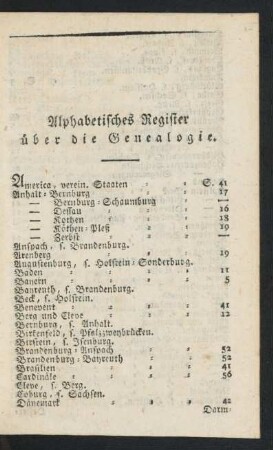 Alphabetisches Register
über die Genealogie.
America, verein. Staaten = = S. 41
Anhalt = Bernburg = = = 17
— Bernburg = Schaumburg = —
— Dessau = = = 16
— Kothen = = = 18
— Köthen = Pleß = = 19
— Zerbst = = = —
Anspach, s. Brandenburg.
Arenberg = = = 19
Augustenburg, s. Holstein = Sonderburg.
Baden = = = = 11
Bayern = = = = 5
Bayreuth, s. Brandenburg.
Beck, s. Holstein.
Benevent = = = = 41
Berg und Cleve = = = 12
Bernburg, s. Anhalt.
Birkenfeld, s. Pfalzzweybrücken.
Birstein, s. Isenburg.
Brandenburg = Anspach = = 52
Brandenburg = Bayreuth = = 52
Brasilien = = = = 41
Cardinäle = = = = 56
Cleve, s. Berg.
Coburg, s. Sachsen.
Dänemark = = = = 42
Darm=